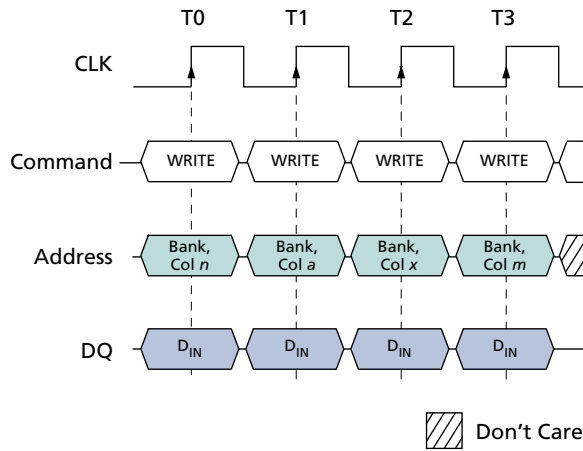 T0 T1 T2 T3
CLK
Command WRITE WRITE WRITE WRITE
Address Bank, Col n Bank, Col a Bank, Col x Bank, Col m
DQ DIN DIN DIN DIN
Don't Care